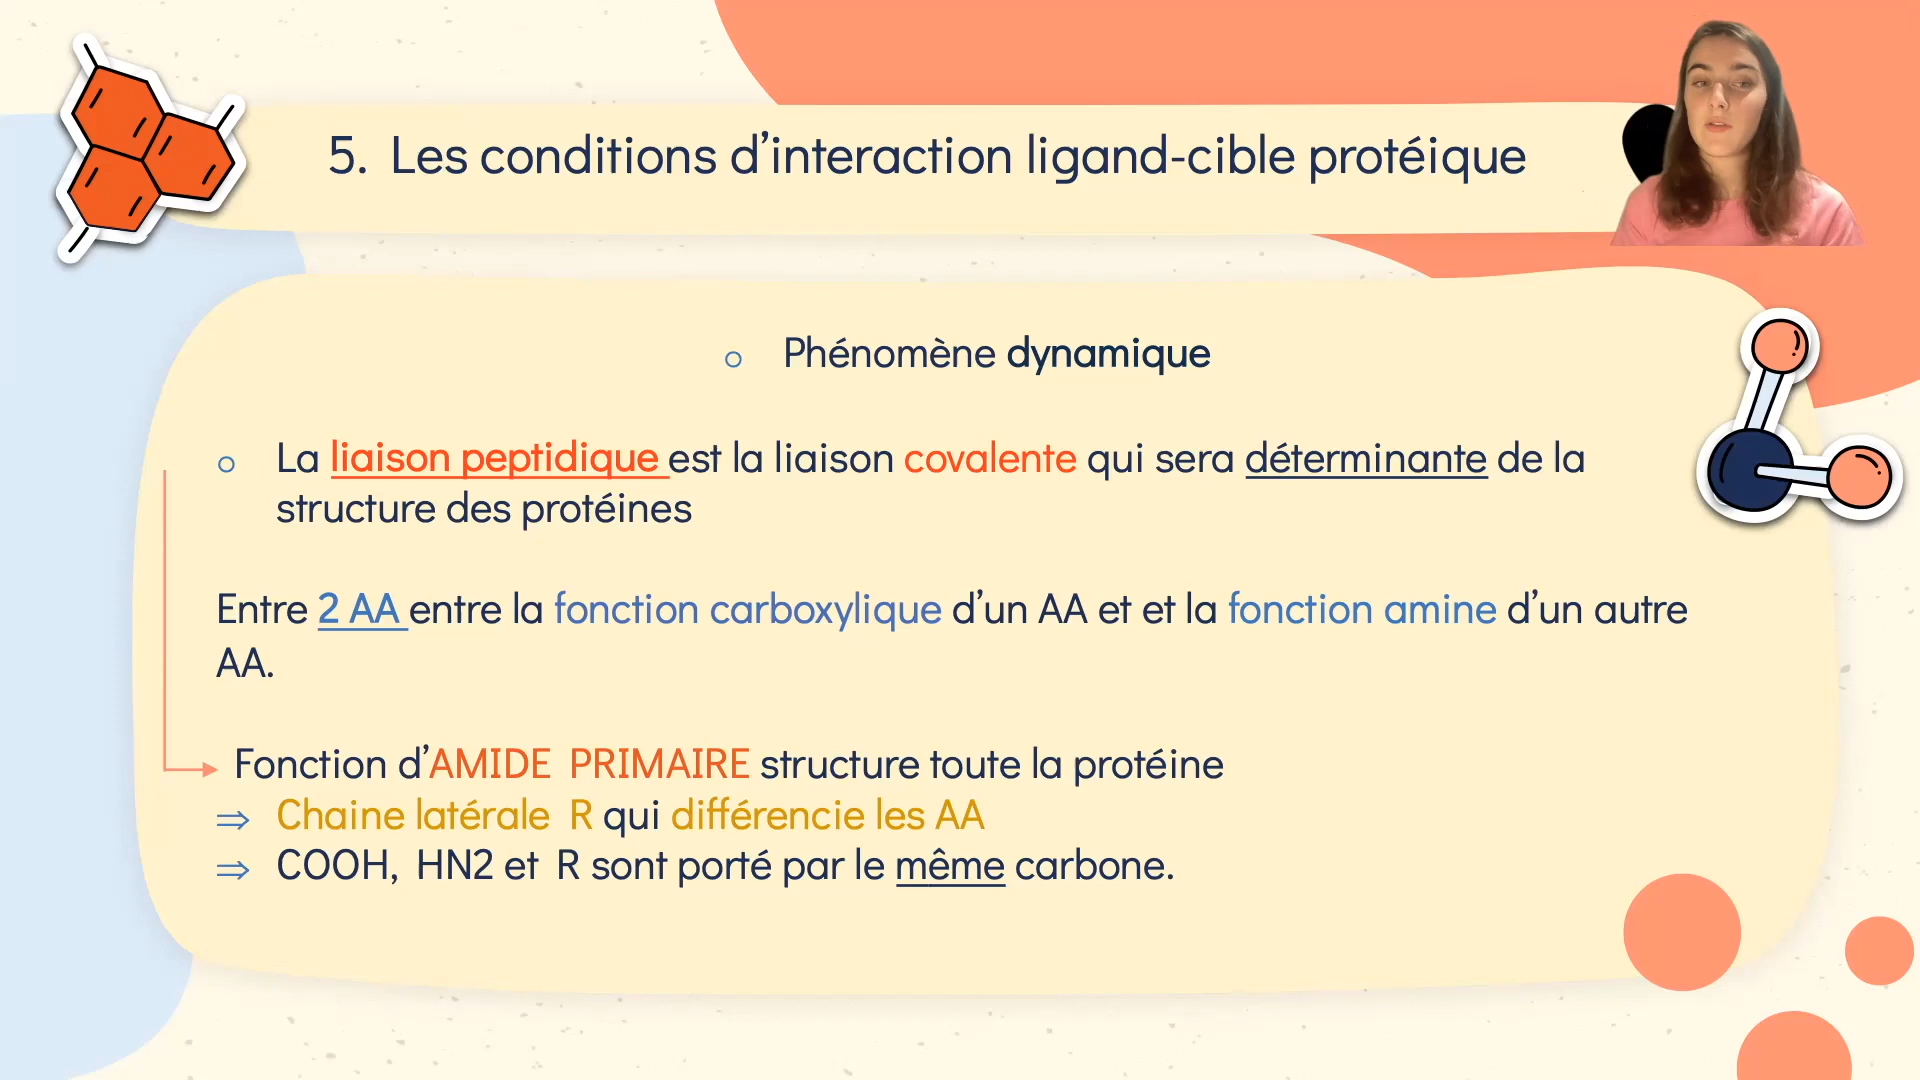 5. Les conditions d’interaction ligand-cible protéique
Phénomène dynamique
La liaison peptidique est la liaison covalente qui sera déterminante de la
structure des protéines
Entre 2 AA entre la fonction carboxylique d’un AA et et la fonction amine d’un autre
AA.
Fonction d’AMIDE PRIMAIRE structure toute la protéine
⇒ Chaine latérale R qui différencie les AA
⇒ COOH, HN2 et R sont porté par le même carbone.